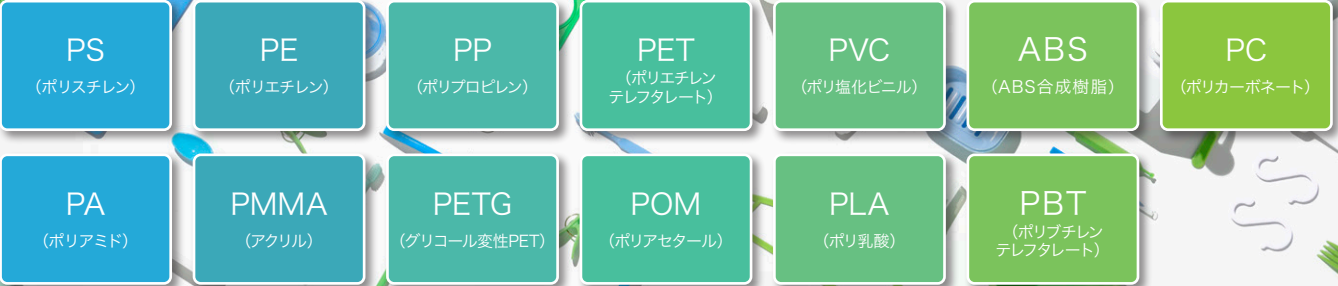 PS
（ポリスチレン）
PE
（ポリエチレン）
PP
（ポリプロピレン）
PET
（ポリエチレン
テレフタレート）
PVC
（ポリ塩化ビニル）
ABS
（ABS合成樹脂）
PC
（ポリカーボネート）
PA
（ポリアミド）
PMMA
（アクリル）
PETG
（グリコール変性PET）
POM
（ポリアセタール）
PLA
（ポリ乳酸）
PBT
（ポリブチレン
テレフタレート）